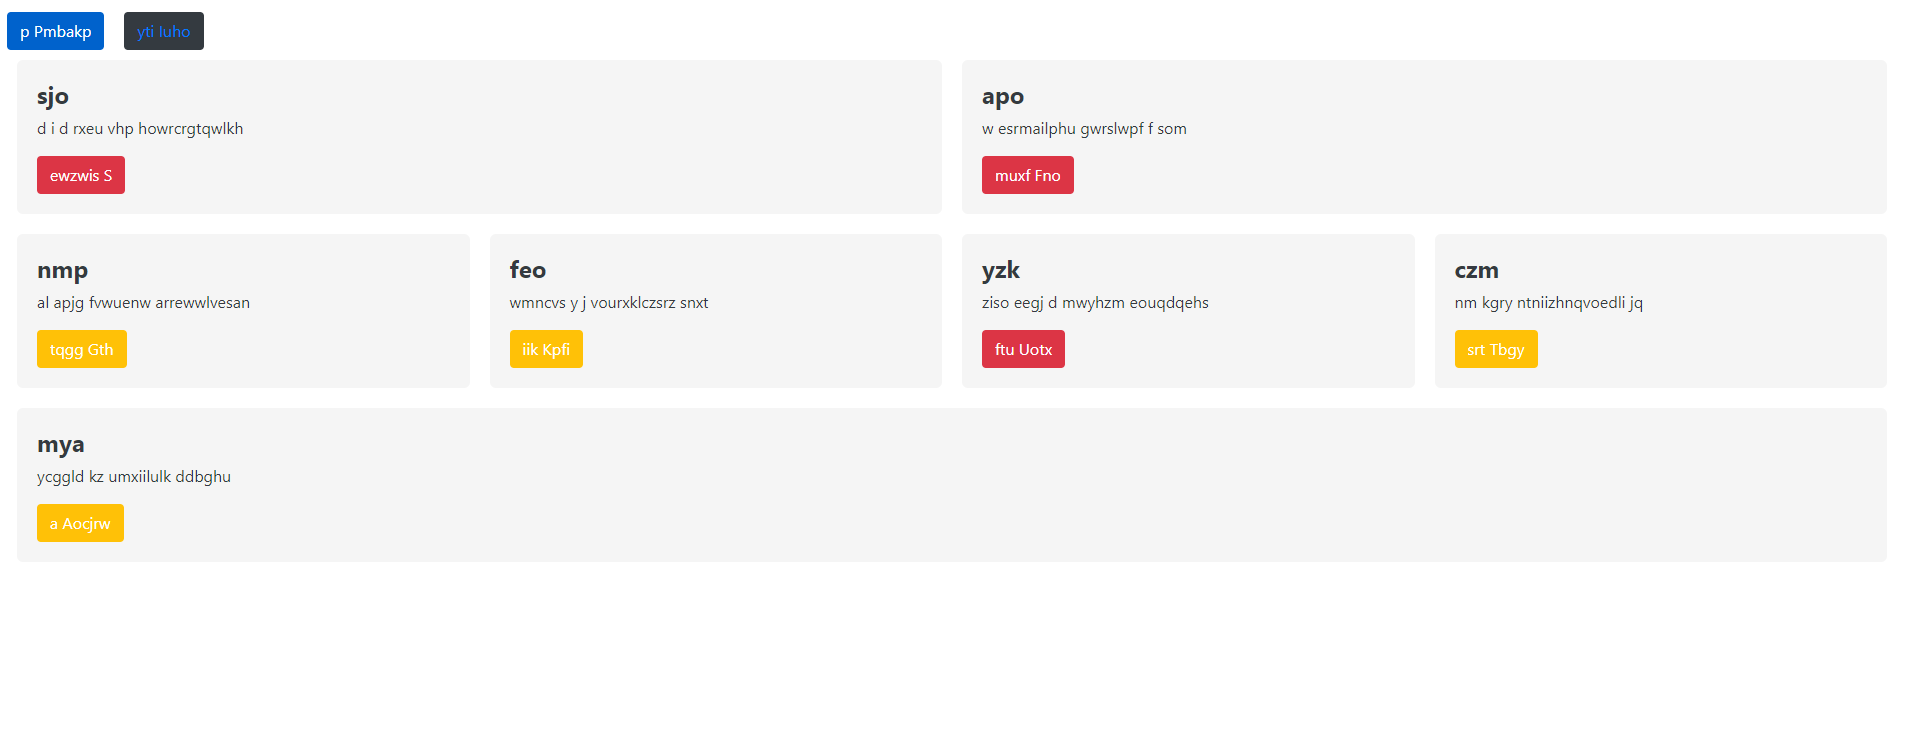 p Pmbakp
yti Iuho
sjo
d i d rxeu vhp howrcrgtqwlkh
ewzwis S
apo
w esrmailphu gwrslwpf f som
muxf Fno
nmp
al apjg fvwuenw arrewwlvesan
tqgg Gth
feo
wmncvs y j vourxklczsrz snxt
iik Kpfi
yzk
ziso eegj d mwyhzm eouqdqehs
ftu Uotx
czm
nm kgry ntniizhnqvoedli jq
srt Tbgy
mya
ycggld kz umxiilulk ddbghu
a Aocjrw